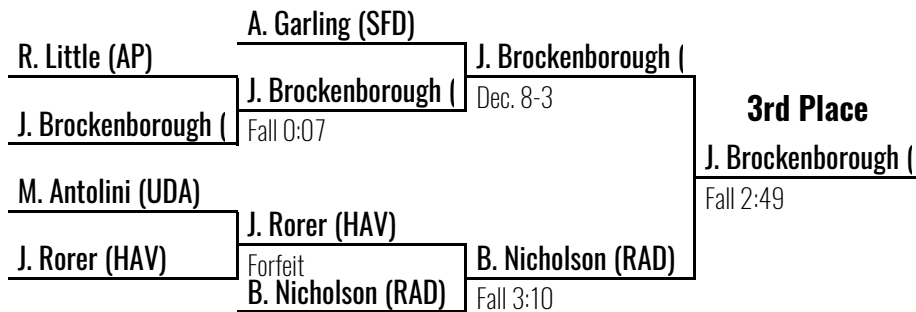 A. Garling (SFD)
R. Little (AP)
J. Brockenborough (
J. Brockenborough (
Dec. 8-3
J. Brockenborough (
Fall 0:07
3rd Place
J. Brockenborough (
Fall 2:49
M. Antolini (UDA)
J. Rorer (HAV)
J. Rorer (HAV)
Forfeit
B. Nicholson (RAD)
B. Nicholson (RAD)
Fall 3:10